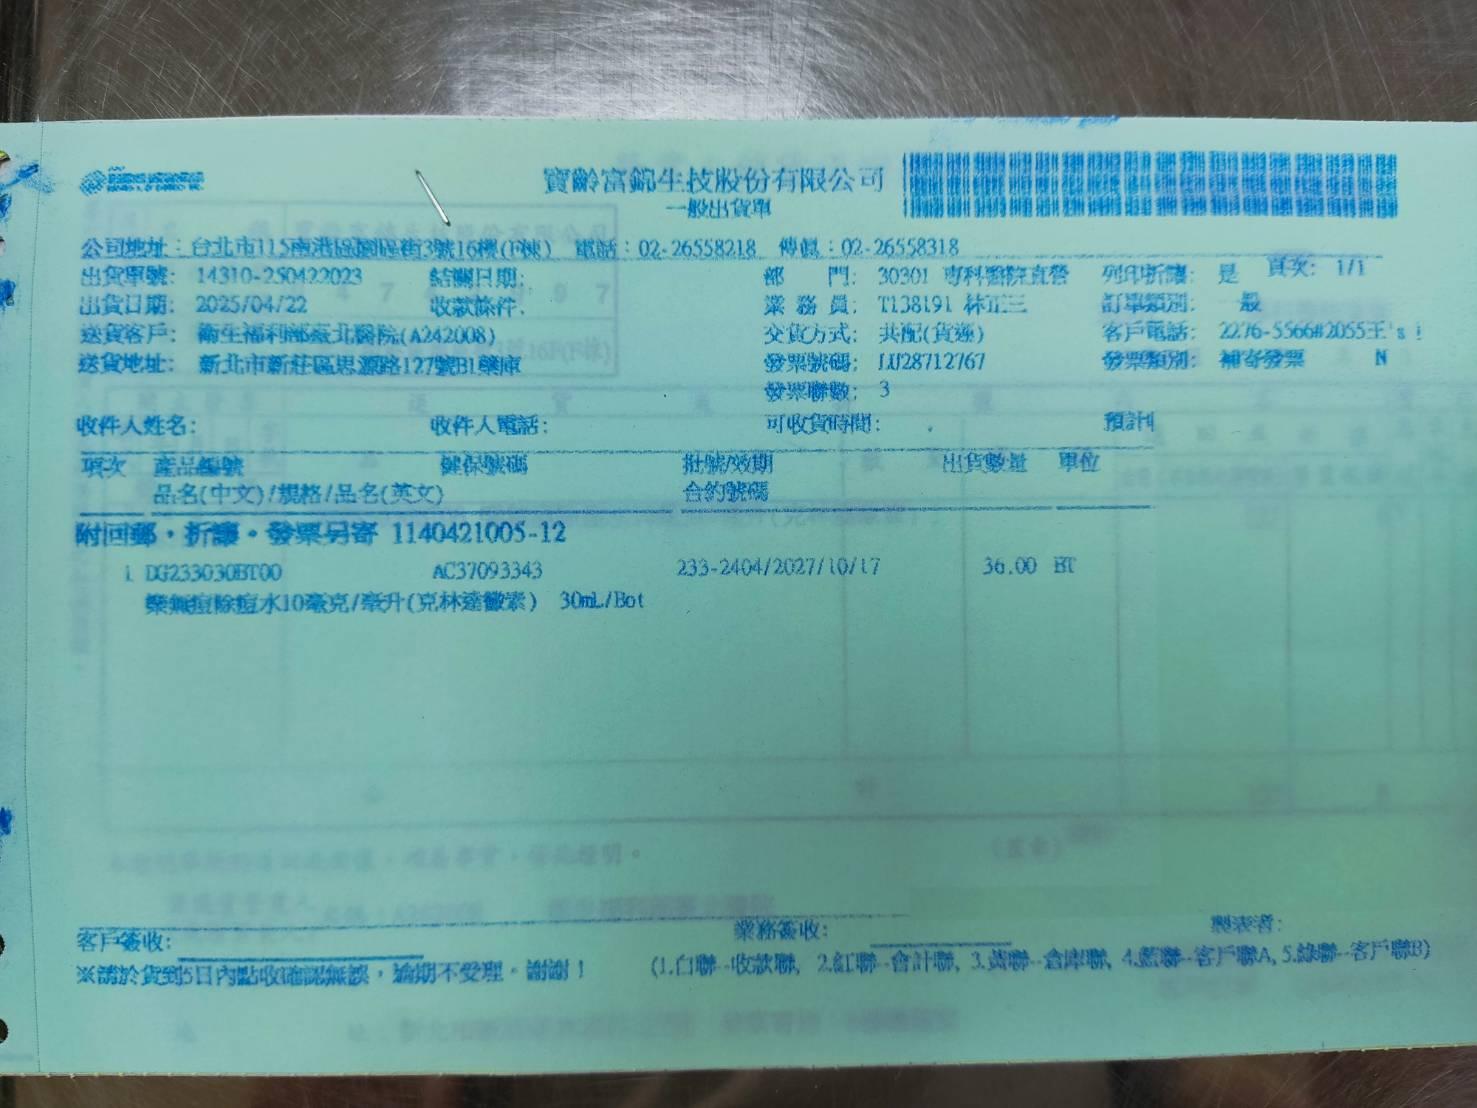 寶齡富錦生技股份有限公司
一般出貨單
公司地址：台北市115南港區園區街3號16樓(F棟) 電話：02-26558218 傳真：02-26558318
出貨單號: 14310-250422023 結關日期: 部 門: 30301 專科醫院直營 列印折讓: 是 頁次: 1/1
出貨日期: 2025/04/22 收款條件: 業 務 員: T138191 林正三 訂單類別: 一般
送貨客戶: 衛生福利部臺北醫院(A242008) 交貨方式: 共配(貨運) 客戶電話: 2276-5566#2055王's
送貨地址: 新北市新莊區思源路127號B1藥庫 發票號碼: LU28712767 發票類別: 補寄發票 N
發票聯數: 3
收件人姓名: 收件人電話: 可收貨時間: 預計
項次 產品編號 健保號碼 批號/效期 出貨數量 單位
品名(中文)/規格/品名(英文) 合約號碼
附回郵，折讓。發票另寄 1140421005-12
1 DG233030BT00 AC37093343 233-2404/2027/10/17 36.00 BT
樂無痘除痘水10毫克/毫升(克林達黴素) 30mL/Bot
客戶簽收: 業務簽收: 製表者:
※請於貨到5日內點收確認無誤，逾期不受理。謝謝！ (1.白聯--收款聯, 2.紅聯--會計聯, 3.黃聯--倉庫聯, 4.藍聯--客戶聯A, 5.綠聯--客戶聯B)